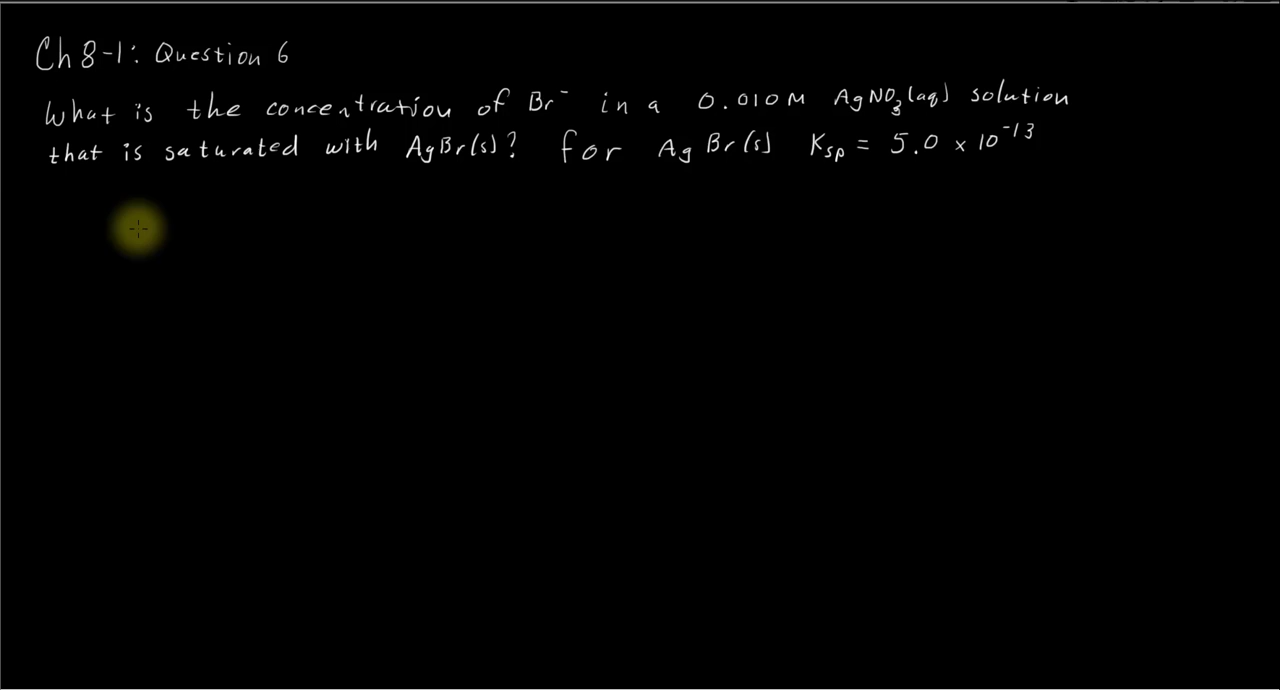 Ch 8-1: Question 6
What is the concentration of Br⁻ in a 0.010M AgNO₃(aq) solution
that is saturated with AgBr(s)? for AgBr(s) Ksp = 5.0 × 10⁻¹³